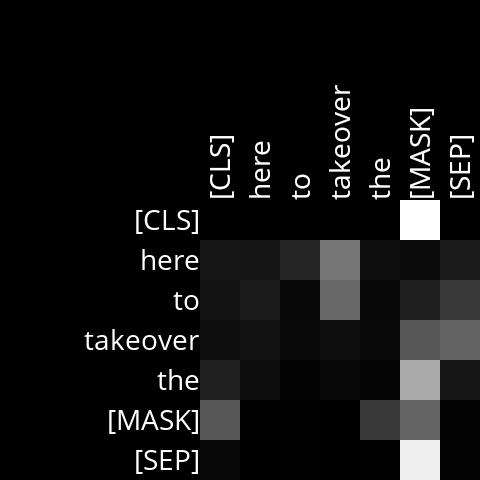 [CLS] here to takeover the [MASK] [SEP]
[CLS]
here
to
takeover
the
[MASK]
[SEP]